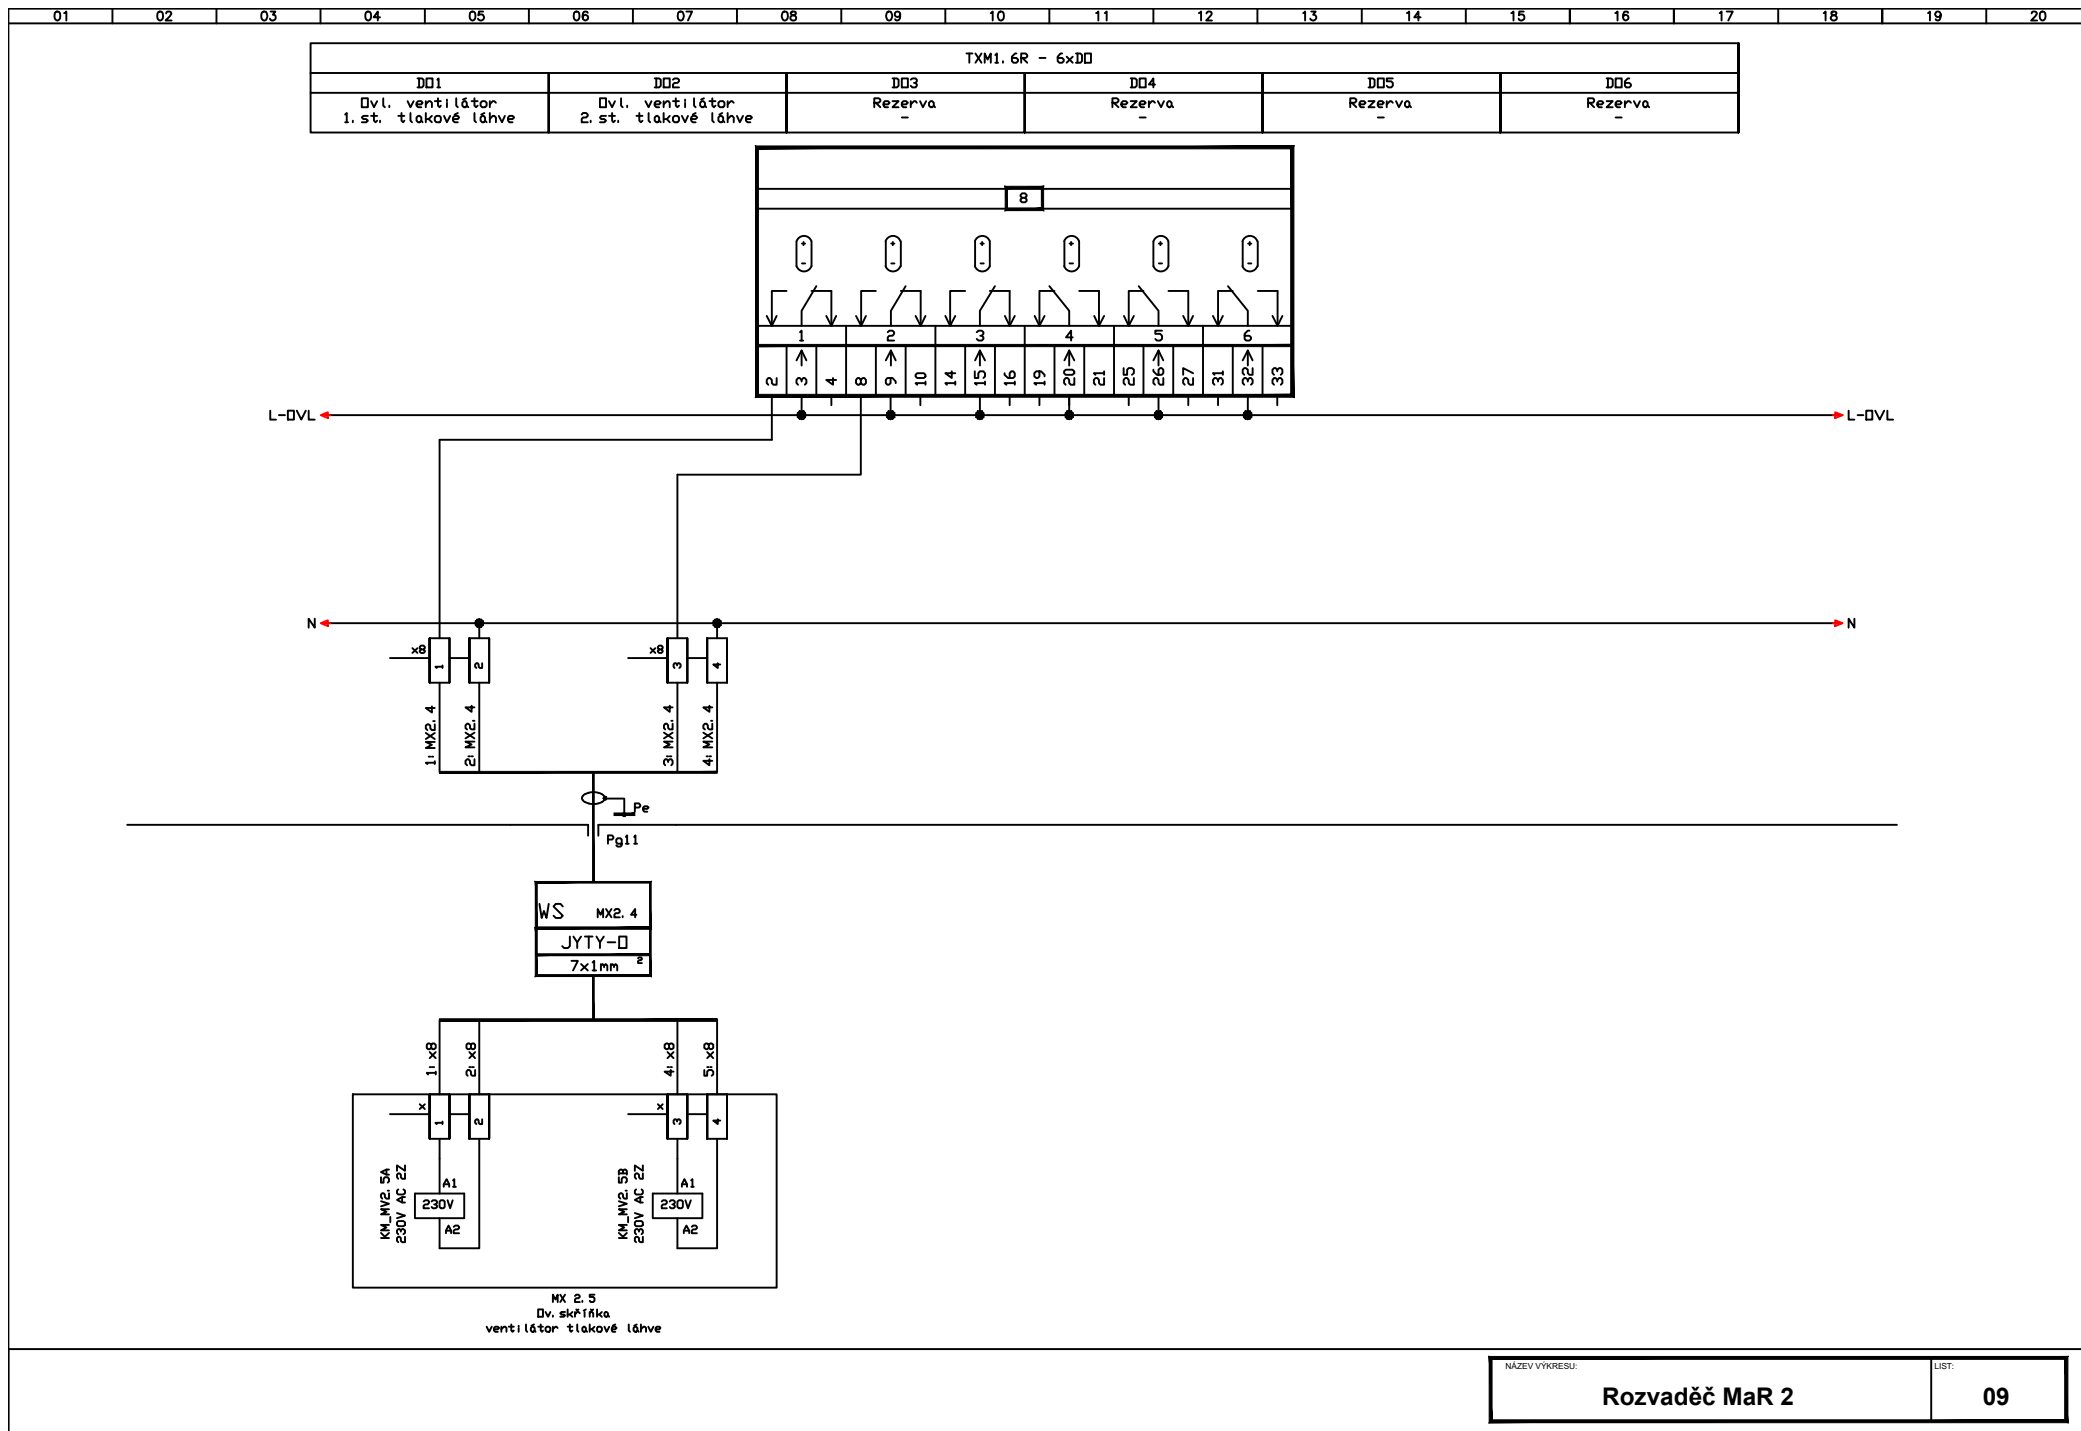 01 02 03 04 05 06 07 08 09 10 11 12 13 14 15 16 17 18 19 20
TXM1.6R - 6xDO
DO1 DO2 DO3 DO4 DO5 DO6
Ovl. ventilátor Ovl. ventilátor Rezerva Rezerva Rezerva Rezerva
1.st. tlakové láhve 2.st. tlakové láhve - - - -
8
+ + + + + +
- - - - - -
1 2 3 4 5 6
2 3 4 8 9 10 14 15 16 19 20 21 25 26 27 31 32 33
L-OVL L-OVL
N N
x8 1 2 x8 3 4
1: MX2.4 2: MX2.4 3: MX2.4 4: MX2.4
Pe
Pg11
WS MX2.4
JYTY-O
7x1mm 2
1: x8 2: x8 4: x8 5: x8
x 1 2 x 3 4
KM_MV2.5A
230V AC 2Z
A1
230V
A2
KM_MV2.5B
230V AC 2Z
A1
230V
A2
MX 2.5
Ov.skříňka
ventilátor tlakové láhve
NÁZEV VÝKRESU: LIST:
Rozvaděč MaR 2 09